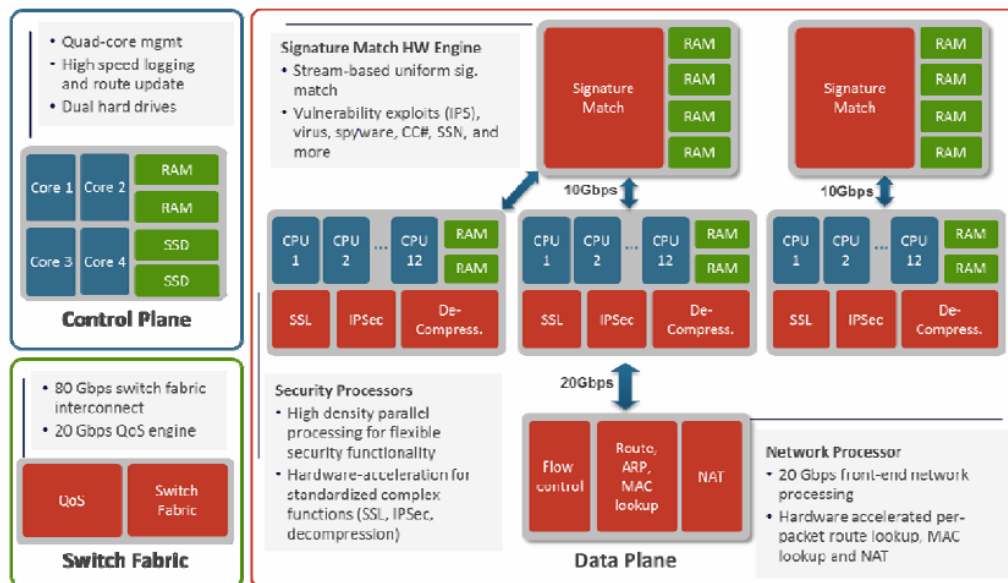 • Quad-core mgmt
• High speed logging
and route update
• Dual hard drives
Core 1
Core 2
RAM
RAM
Core 3
Core 4
SSD
SSD
Control Plane
• 80 Gbps switch fabric
interconnect
• 20 Gbps QoS engine
QoS
Switch
Fabric
Switch Fabric
Signature Match HW Engine
• Stream-based uniform sig.
match
• Vulnerability exploits (IPS),
virus, spyware, CC#, SSN, and
more
Signature
Match
RAM
RAM
RAM
RAM
Signature
Match
RAM
RAM
RAM
RAM
10Gbps
10Gbps
CPU
1
CPU
2
...
CPU
12
RAM
RAM
SSL
IPSec
De-
Compress.
CPU
1
CPU
2
...
CPU
12
RAM
RAM
SSL
IPSec
De-
Compress.
CPU
1
CPU
2
...
CPU
12
RAM
RAM
SSL
IPSec
De-
Compress.
20Gbps
Security Processors
• High density parallel
processing for flexible
security functionality
• Hardware-acceleration for
standardized complex
functions (SSL, IPSec,
decompression)
Flow
control
Route,
ARP,
MAC
lookup
NAT
Data Plane
Network Processor
• 20 Gbps front-end network
processing
• Hardware accelerated per-
packet route lookup, MAC
lookup and NAT